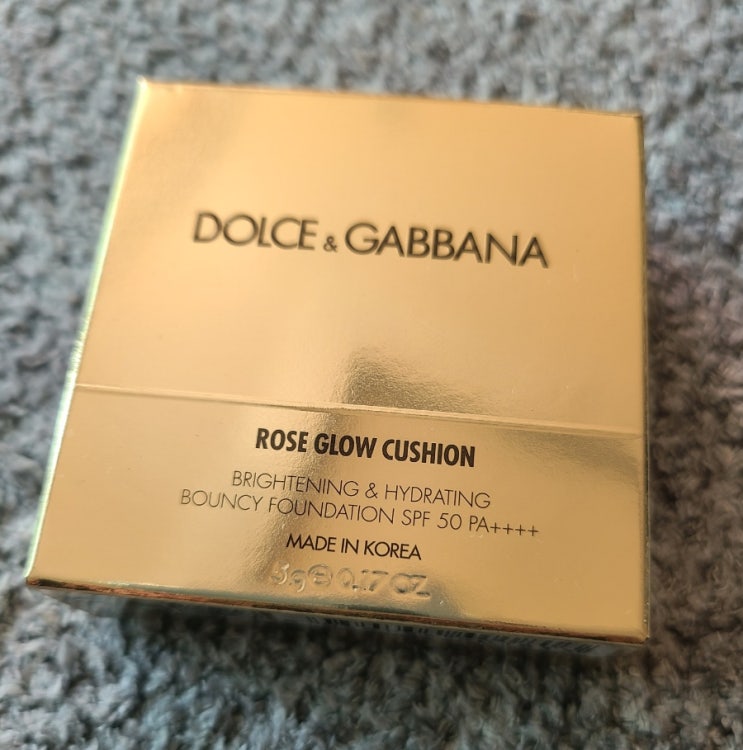 DOLCE & GABBANA
ROSE GLOW CUSHION
BRIGHTENING & HYDRATING
BOUNCY FOUNDATION SPF 50 PA++++
MADE IN KOREA
5g ℮ 0.17 OZ